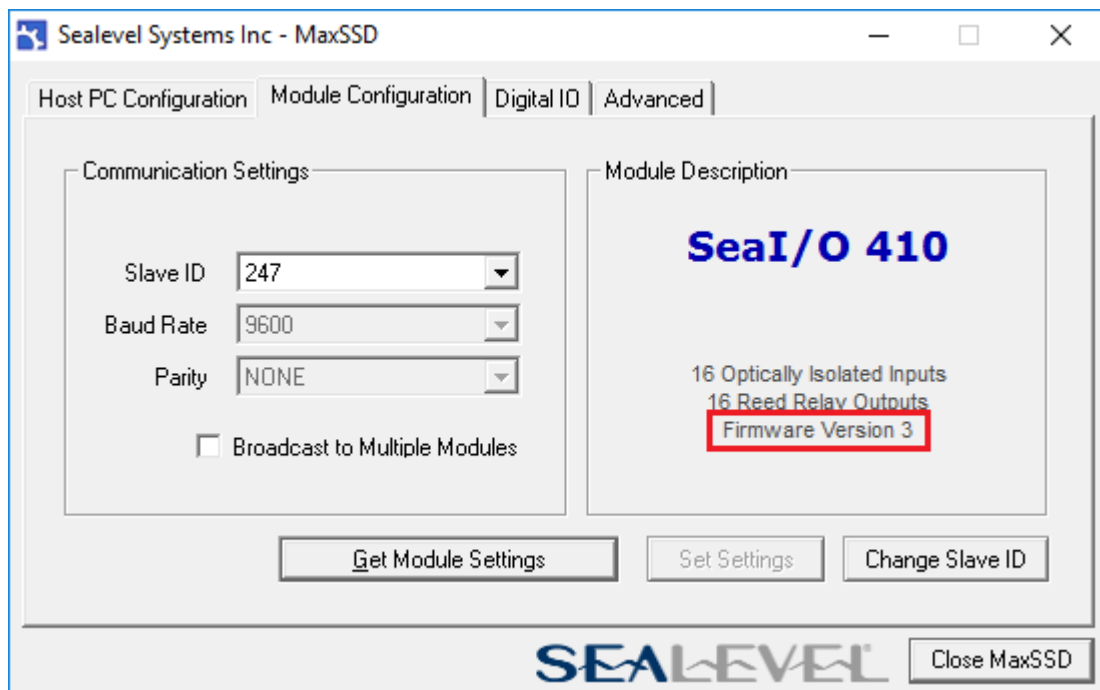 Sealevel Systems Inc - MaxSSD
Host PC Configuration
Module Configuration
Digital IO
Advanced
Communication Settings
Slave ID
247
Baud Rate
9600
Parity
NONE
Broadcast to Multiple Modules
Module Description
SeaI/O 410
16 Optically Isolated Inputs
16 Reed Relay Outputs
Firmware Version 3
Get Module Settings
Set Settings
Change Slave ID
SEALEVEL
Close MaxSSD